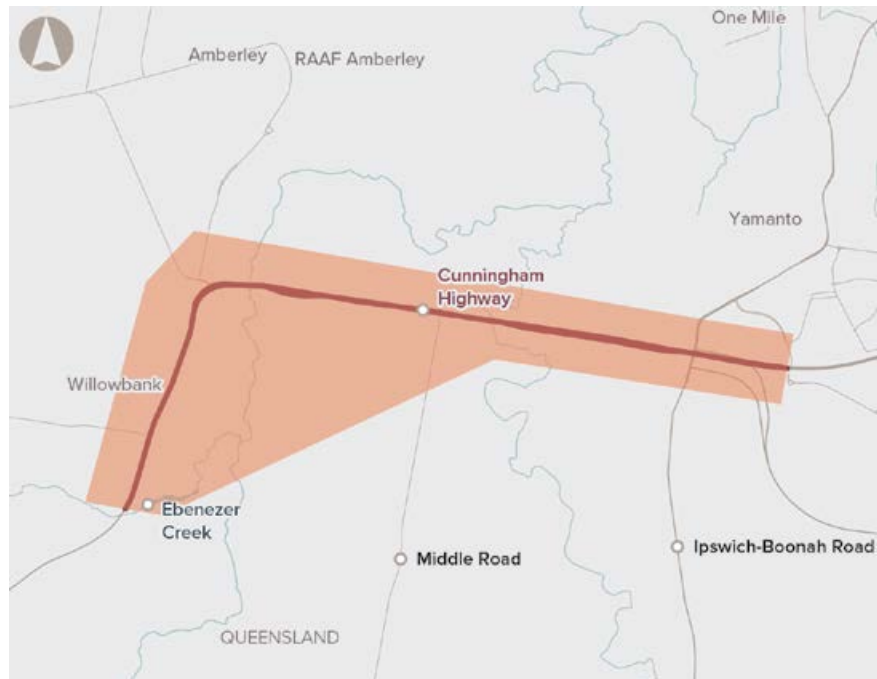 One Mile
Amberley
RAAF Amberley
Yamanto
Cunningham
Highway
Willowbank
Ebenezer
Creek
Ipswich-Boonah Road
Middle Road
QUEENSLAND